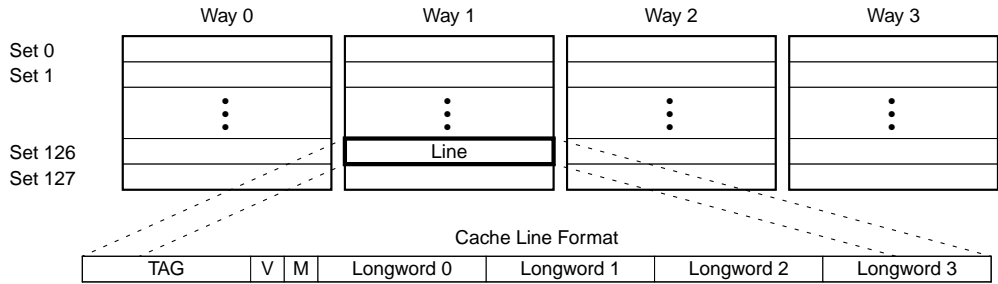 Way 0 Way 1 Way 2 Way 3
Set 0
Set 1
Set 126 Line
Set 127
Cache Line Format
TAG V M Longword 0 Longword 1 Longword 2 Longword 3